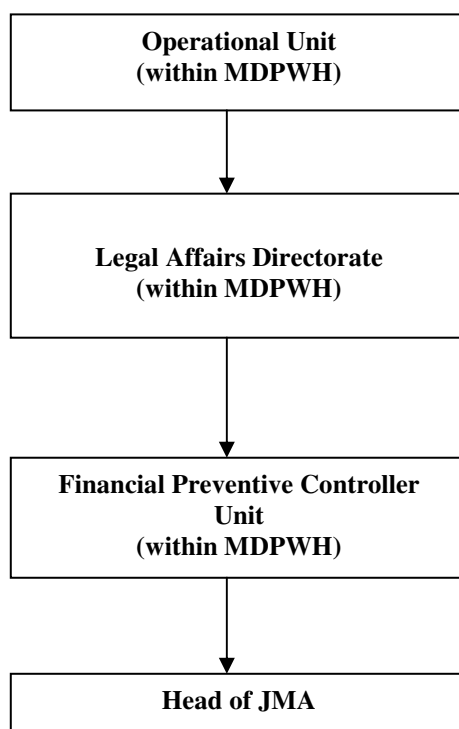 Operational Unit
(within MDPWH)
Legal Affairs Directorate
(within MDPWH)
Financial Preventive Controller
Unit
(within MDPWH)
Head of JMA